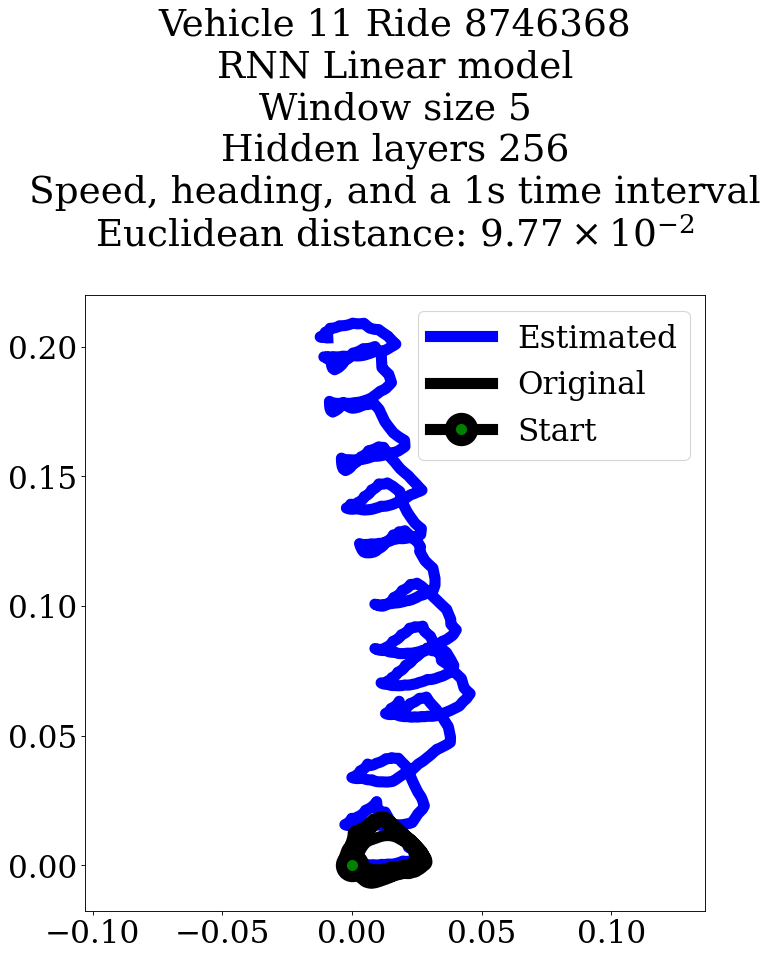 Vehicle 11 Ride 8746368
RNN Linear model
Window size 5
Hidden layers 256
Speed, heading, and a 1s time interval
Euclidean distance: 9.77 × 10⁻²
Estimated
Original
Start
0.20
0.15
0.10
0.05
0.00
−0.10 −0.05 0.00 0.05 0.10